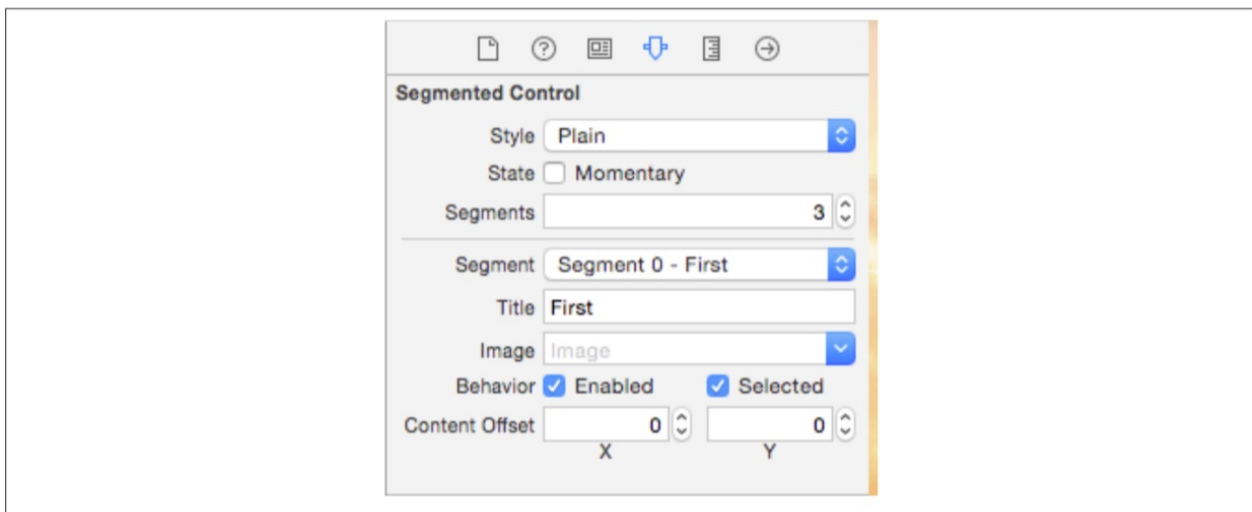 Segmented Control
Style Plain
State Momentary
Segments 3
Segment Segment 0 - First
Title First
Image Image
Behavior Enabled Selected
Content Offset 0 0
X Y